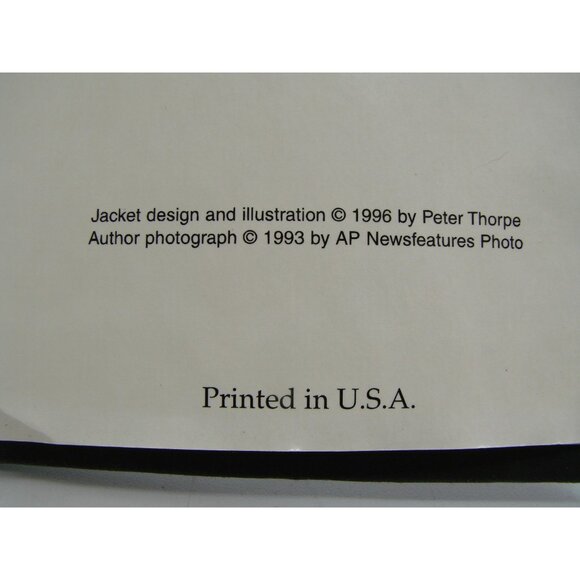 Jacket design and illustration © 1996 by Peter Thorpe
Author photograph © 1993 by AP Newsfeatures Photo
Printed in U.S.A.